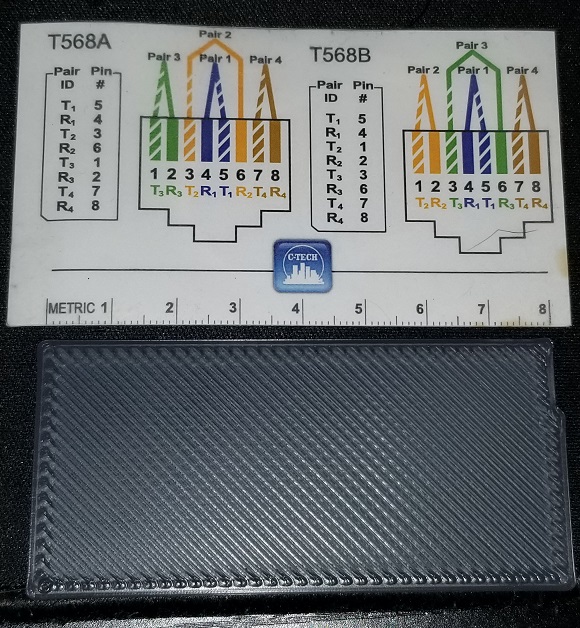 T568A
Pair Pin
ID #
T1 5
R1 4
T2 3
R2 6
T3 1
R3 2
T4 7
R4 8
Pair 2
Pair 3 Pair 1 Pair 4
1 2 3 4 5 6 7 8
T3 R3 T2 R1 T1 R2 T4 R4
T568B
Pair Pin
ID #
T1 5
R1 4
T2 1
R2 2
T3 3
R3 6
T4 7
R4 8
Pair 3
Pair 2 Pair 1 Pair 4
1 2 3 4 5 6 7 8
T2 R2 T3 R1 T1 R3 T4 R4
C-TECH
METRIC 1 2 3 4 5 6 7 8